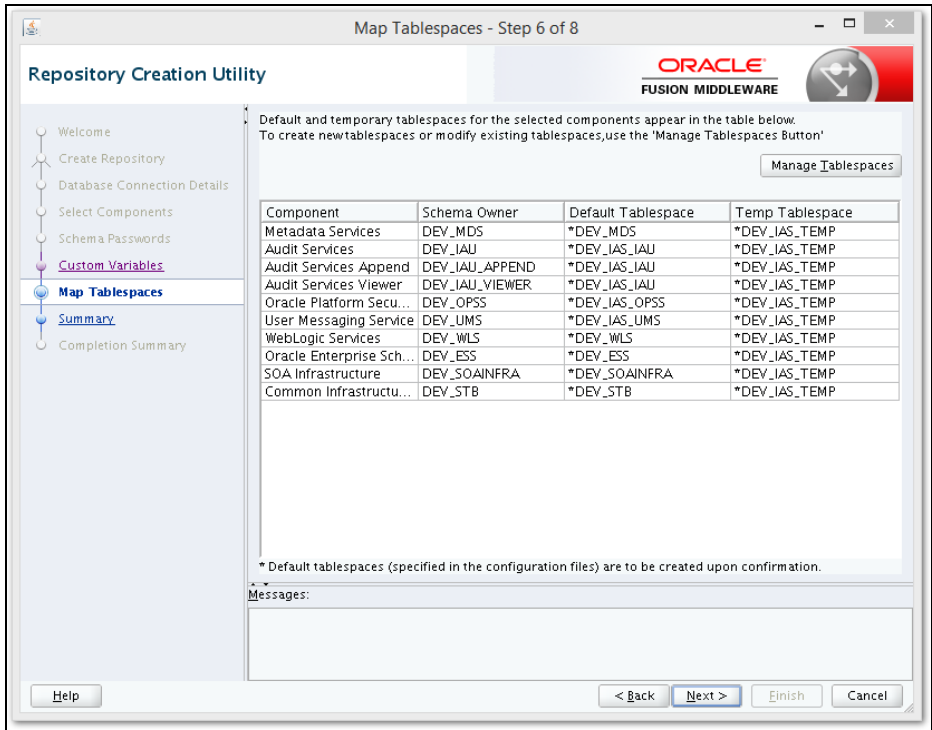 Map Tablespaces - Step 6 of 8
Repository Creation Utility
ORACLE
FUSION MIDDLEWARE
Welcome
Create Repository
Database Connection Details
Select Components
Schema Passwords
Custom Variables
Map Tablespaces
Summary
Completion Summary
Default and temporary tablespaces for the selected components appear in the table below.
To create new tablespaces or modify existing tablespaces,use the 'Manage Tablespaces Button'
Manage Tablespaces
Component Schema Owner Default Tablespace Temp Tablespace
Metadata Services DEV_MDS *DEV_MDS *DEV_IAS_TEMP
Audit Services DEV_IAU *DEV_IAS_IAU *DEV_IAS_TEMP
Audit Services Append DEV_IAU_APPEND *DEV_IAS_IAU *DEV_IAS_TEMP
Audit Services Viewer DEV_IAU_VIEWER *DEV_IAS_IAU *DEV_IAS_TEMP
Oracle Platform Secu... DEV_OPSS *DEV_IAS_OPSS *DEV_IAS_TEMP
User Messaging Service DEV_UMS *DEV_IAS_UMS *DEV_IAS_TEMP
WebLogic Services DEV_WLS *DEV_WLS *DEV_IAS_TEMP
Oracle Enterprise Sch... DEV_ESS *DEV_ESS *DEV_IAS_TEMP
SOA Infrastructure DEV_SOAINFRA *DEV_SOAINFRA *DEV_IAS_TEMP
Common Infrastructu... DEV_STB *DEV_STB *DEV_IAS_TEMP
* Default tablespaces (specified in the configuration files) are to be created upon confirmation.
Messages:
Help
< Back
Next >
Finish
Cancel